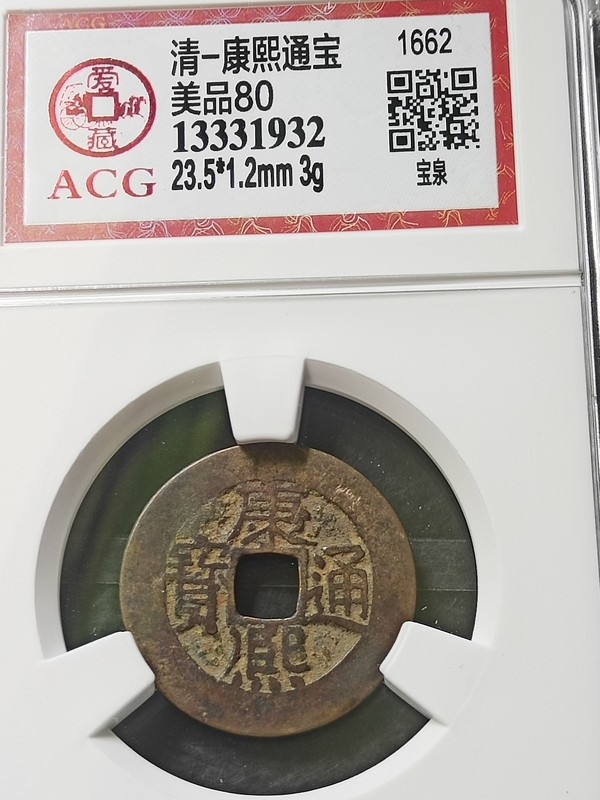 爱
藏
ACG
清-康熙通宝
美品80
13331932
23.5*1.2mm 3g
1662
宝泉
康
熙
通
寳